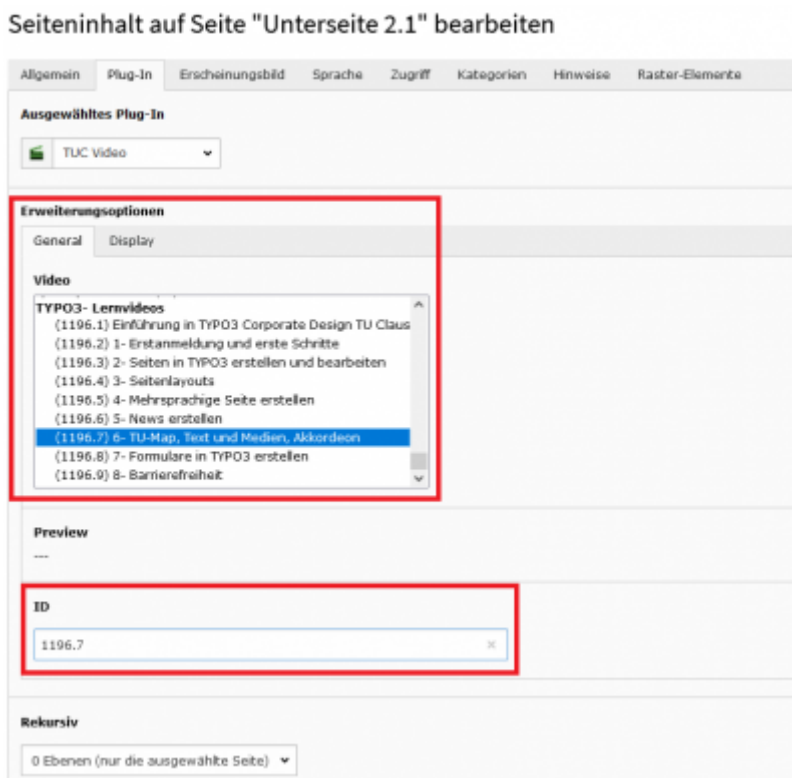 Seiteninhalt auf Seite "Unterseite 2.1" bearbeiten
Allgemein Plug-In Erscheinungsbild Sprache Zugriff Kategorien Hinweise Raster-Elemente
Ausgewähltes Plug-In
TUC Video
Erweiterungsoptionen
General Display
Video
TYPO3- Lernvideos
(1196.1) Einführung in TYPO3 Corporate Design TU Claus
(1196.2) 1- Erstanmeldung und erste Schritte
(1196.3) 2- Seiten in TYPO3 erstellen und bearbeiten
(1196.4) 3- Seitenlayouts
(1196.5) 4- Mehrsprachige Seite erstellen
(1196.6) 5- News erstellen
(1196.7) 6- TU-Map, Text und Medien, Akkordeon
(1196.8) 7- Formulare in TYPO3 erstellen
(1196.9) 8- Barrierefreiheit
Preview
---
ID
1196.7
Rekursiv
0 Ebenen (nur die ausgewählte Seite)